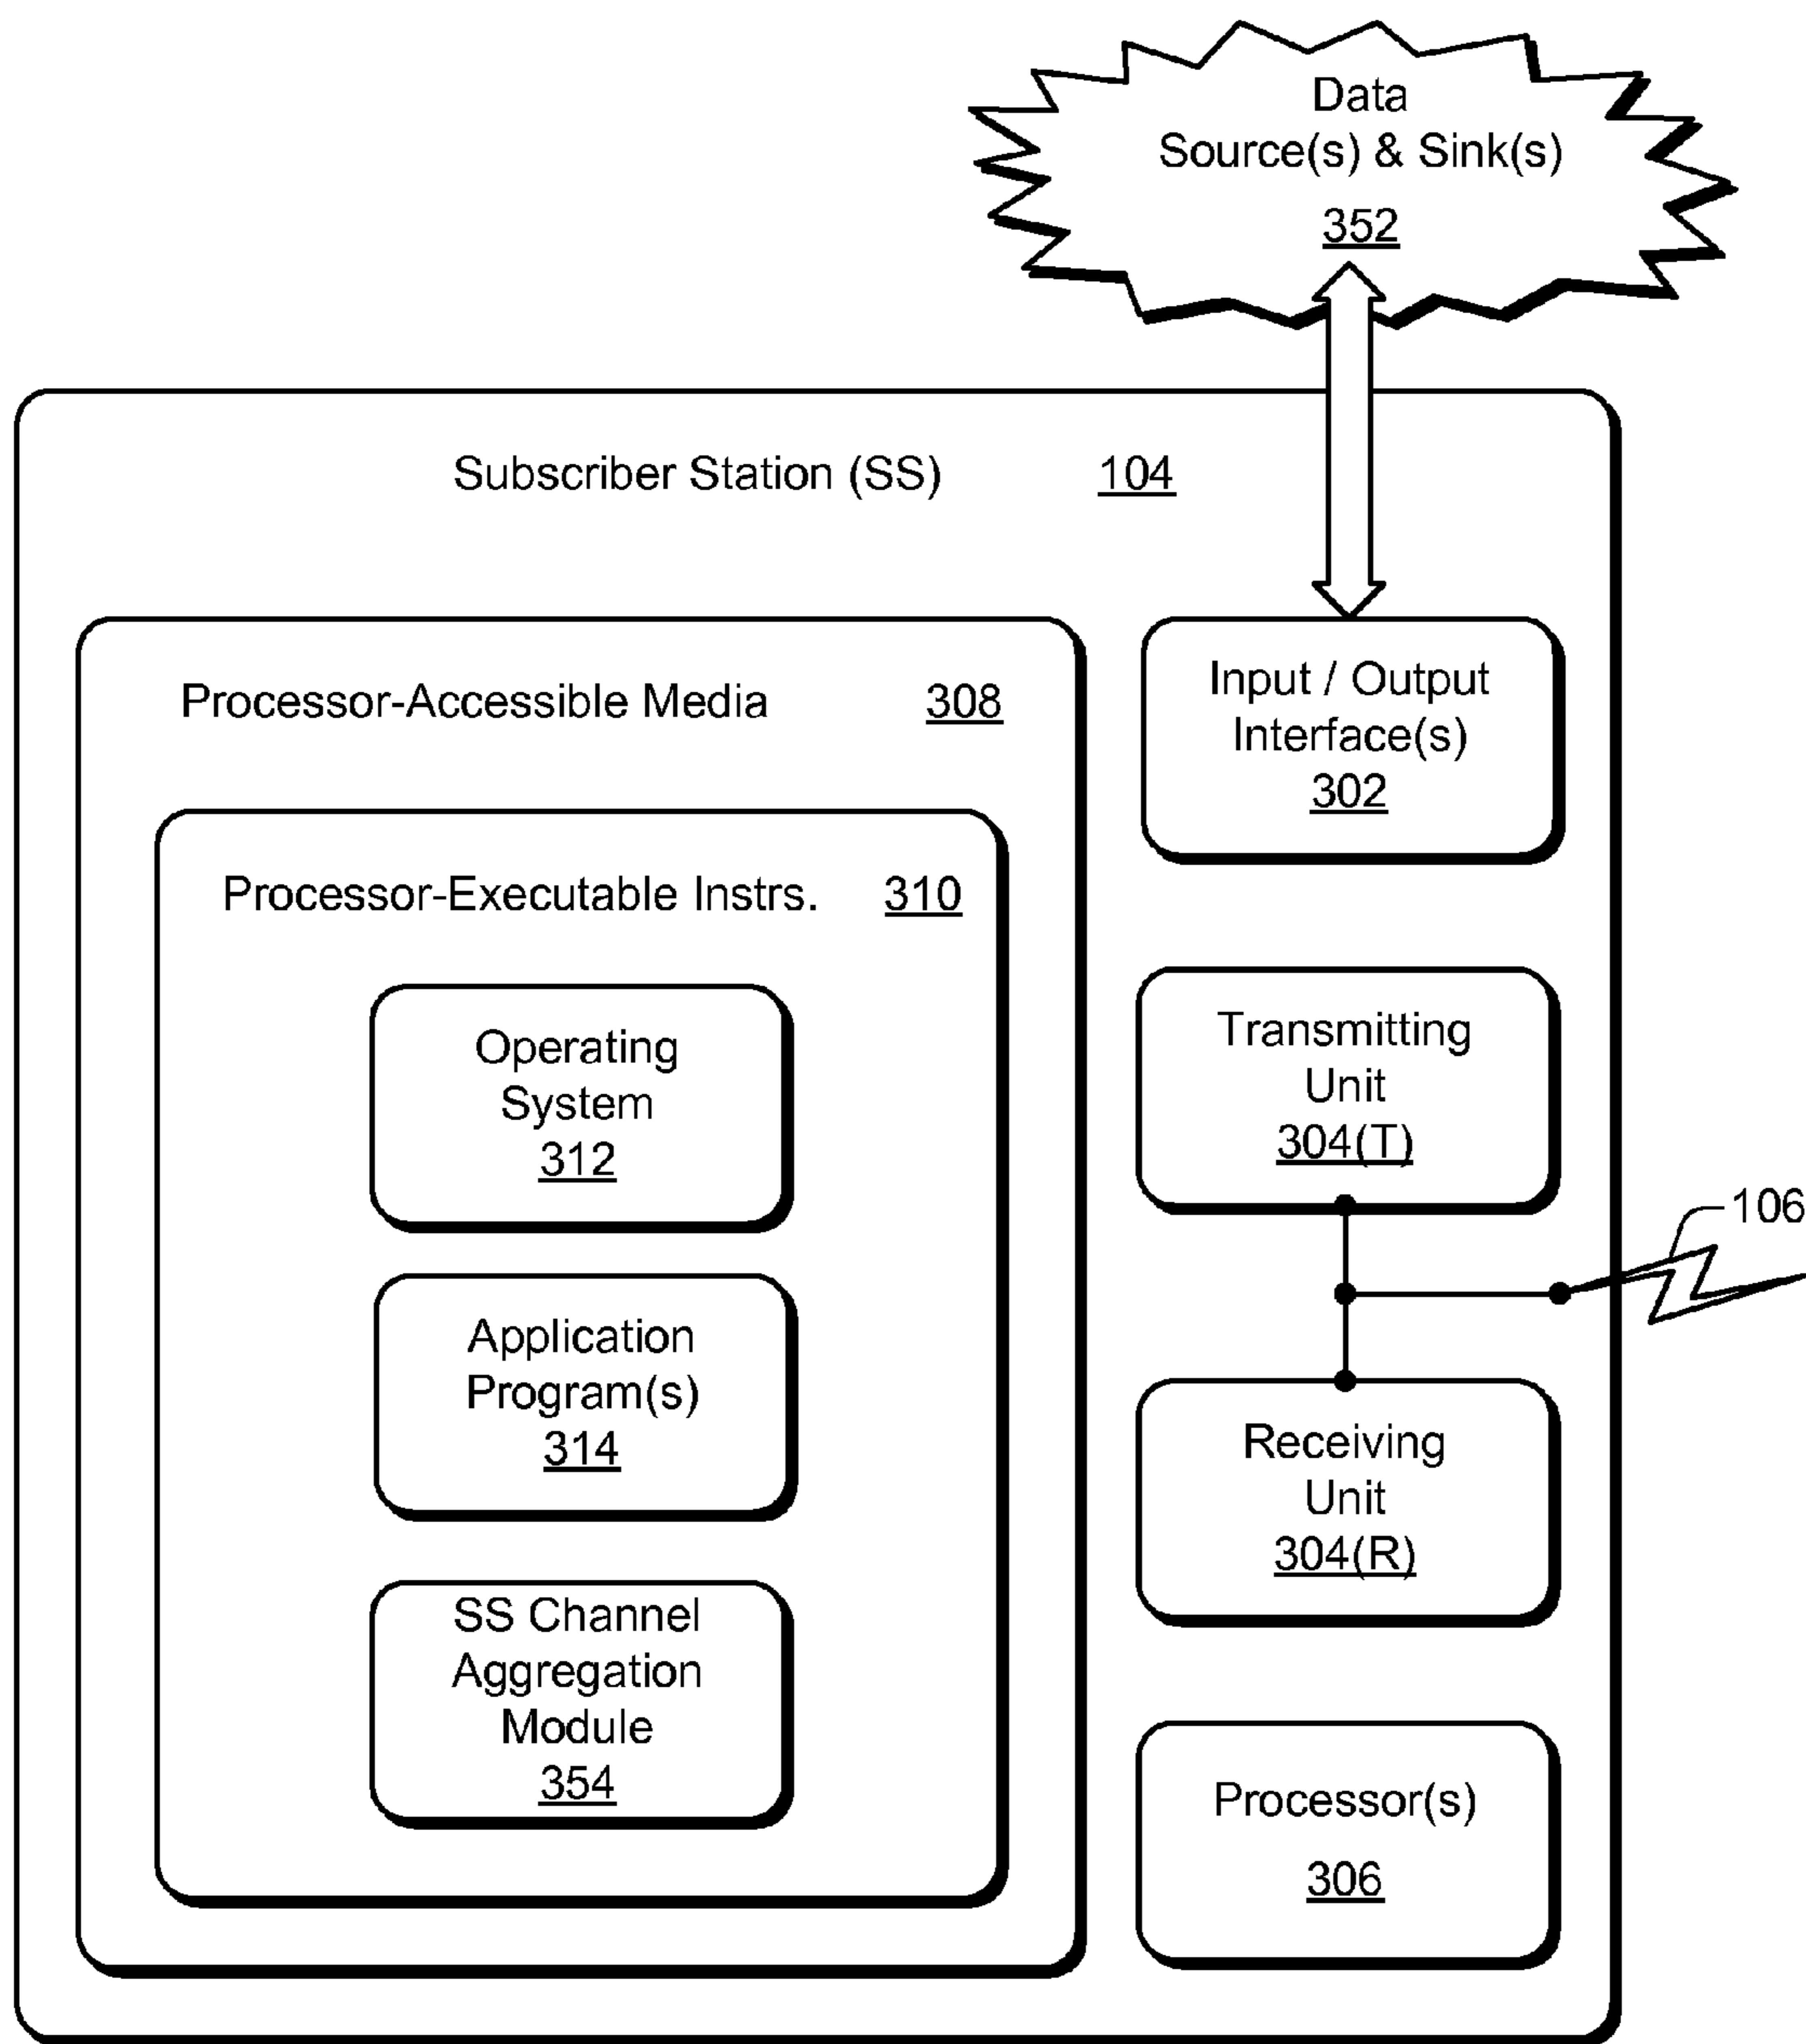 Data
Source(s) & Sink(s)
352
Subscriber Station (SS) 104
Processor-Accessible Media 308
Processor-Executable Instrs. 310
Operating
System
312
Application
Program(s)
314
SS Channel
Aggregation
Module
354
Input / Output
Interface(s)
302
Transmitting
Unit
304(T)
106
Receiving
Unit
304(R)
Processor(s)
306